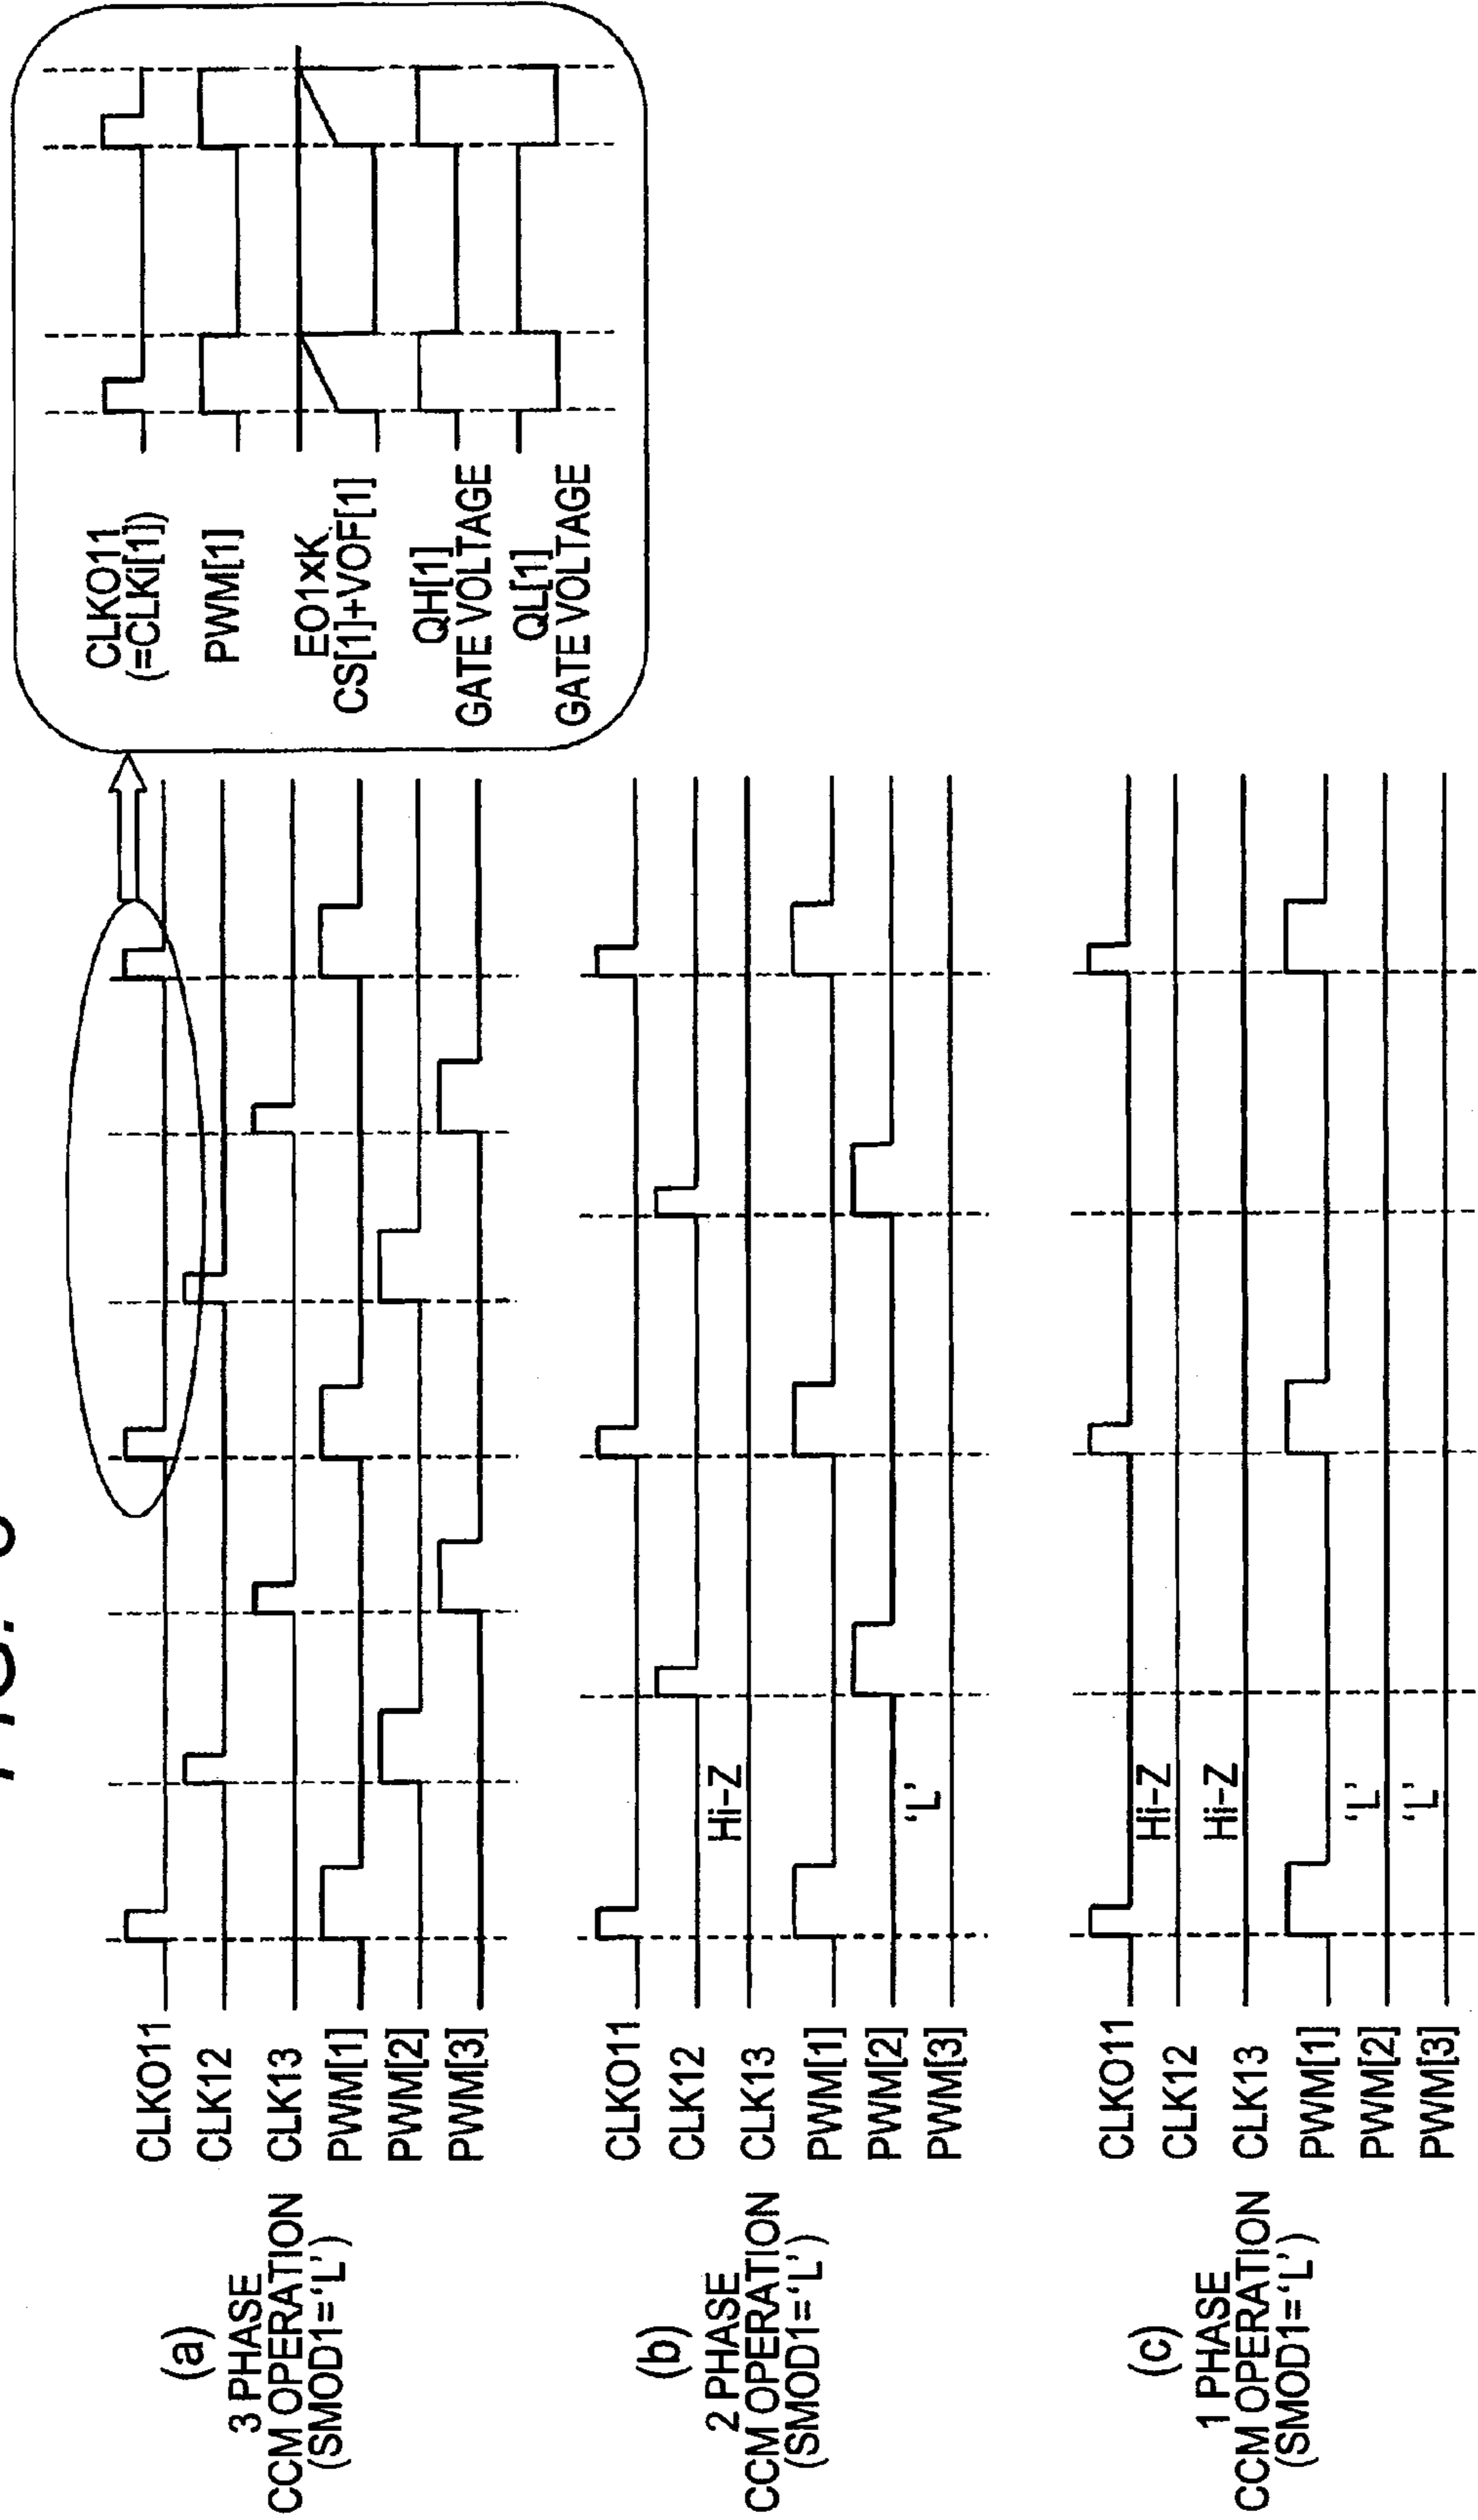 (a)
3 PHASE
CCM OPERATION
(SMOD1=‘L’)
CLKO11
CLK12
CLK13
PWM[1]
PWM[2]
PWM[3]
CLKO11
(=CLKi[1])
PWM[1]
EO1xK
CS[1]+VOF[1]
QH[1]
GATE VOLTAGE
QL[1]
GATE VOLTAGE
(b)
2 PHASE
CCM OPERATION
(SMOD1=‘L’)
CLKO11
CLK12
CLK13
Hi-Z
PWM[1]
PWM[2]
PWM[3]
‘L’
(c)
1 PHASE
CCM OPERATION
(SMOD1=‘L’)
CLKO11
CLK12
Hi-Z
CLK13
Hi-Z
PWM[1]
PWM[2]
‘L’
PWM[3]
‘L’